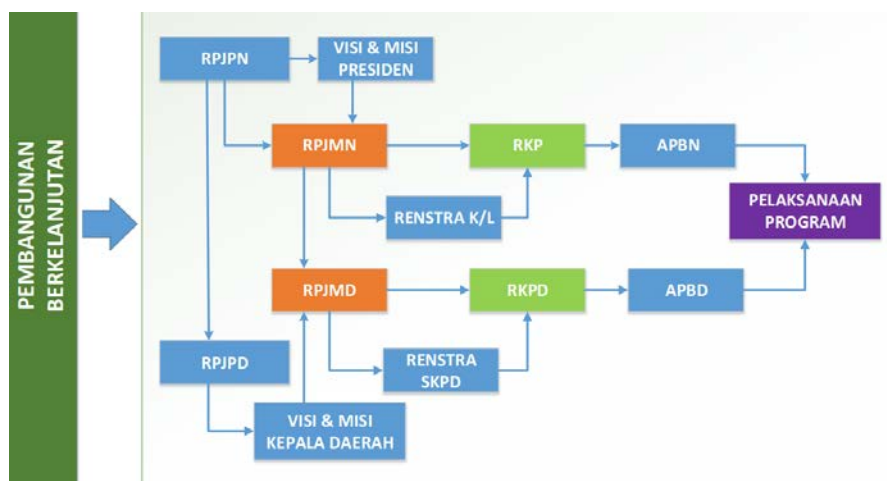 PEMBANGUNAN
BERKELANJUTAN
RPJPN
VISI & MISI
PRESIDEN
RPJMN
RKP
APBN
RENSTRA K/L
PELAKSANAAN
PROGRAM
RPJMD
RKPD
APBD
RPJPD
RENSTRA
SKPD
VISI & MISI
KEPALA DAERAH